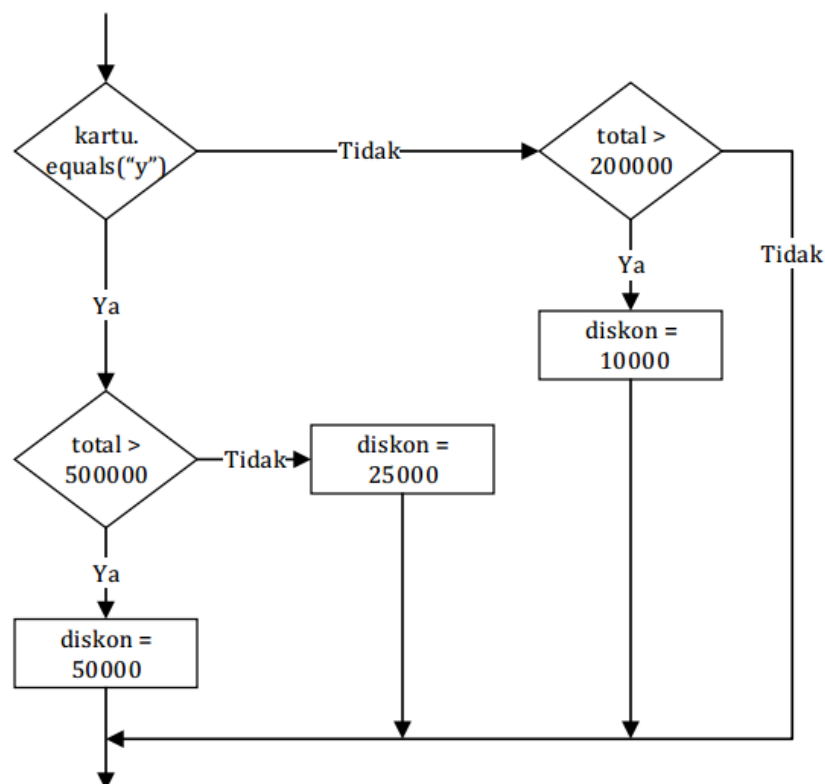 kartu.
equals(“y”)
Tidak
total >
200000
Tidak
Ya
diskon =
10000
Ya
total >
500000
Tidak
diskon =
25000
Ya
diskon =
50000